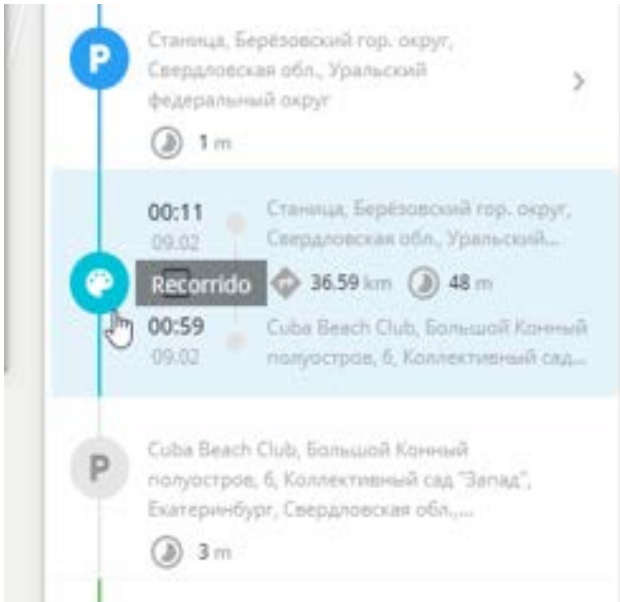 P
Станица, Берёзовский гор. округ,
Свердловская обл., Уральский
федеральный округ
1 m
00:11
Станица, Берёзовский гор. округ,
09.02
Свердловская обл., Уральский...
Recorrido
36.59 km
48 m
00:59
Cuba Beach Club, Большой Конный
09.02
полуостров, 6, Коллективный сад...
P
Cuba Beach Club, Большой Конный
полуостров, 6, Коллективный сад "Запад",
Екатеринбург, Свердловская обл.,...
3 m